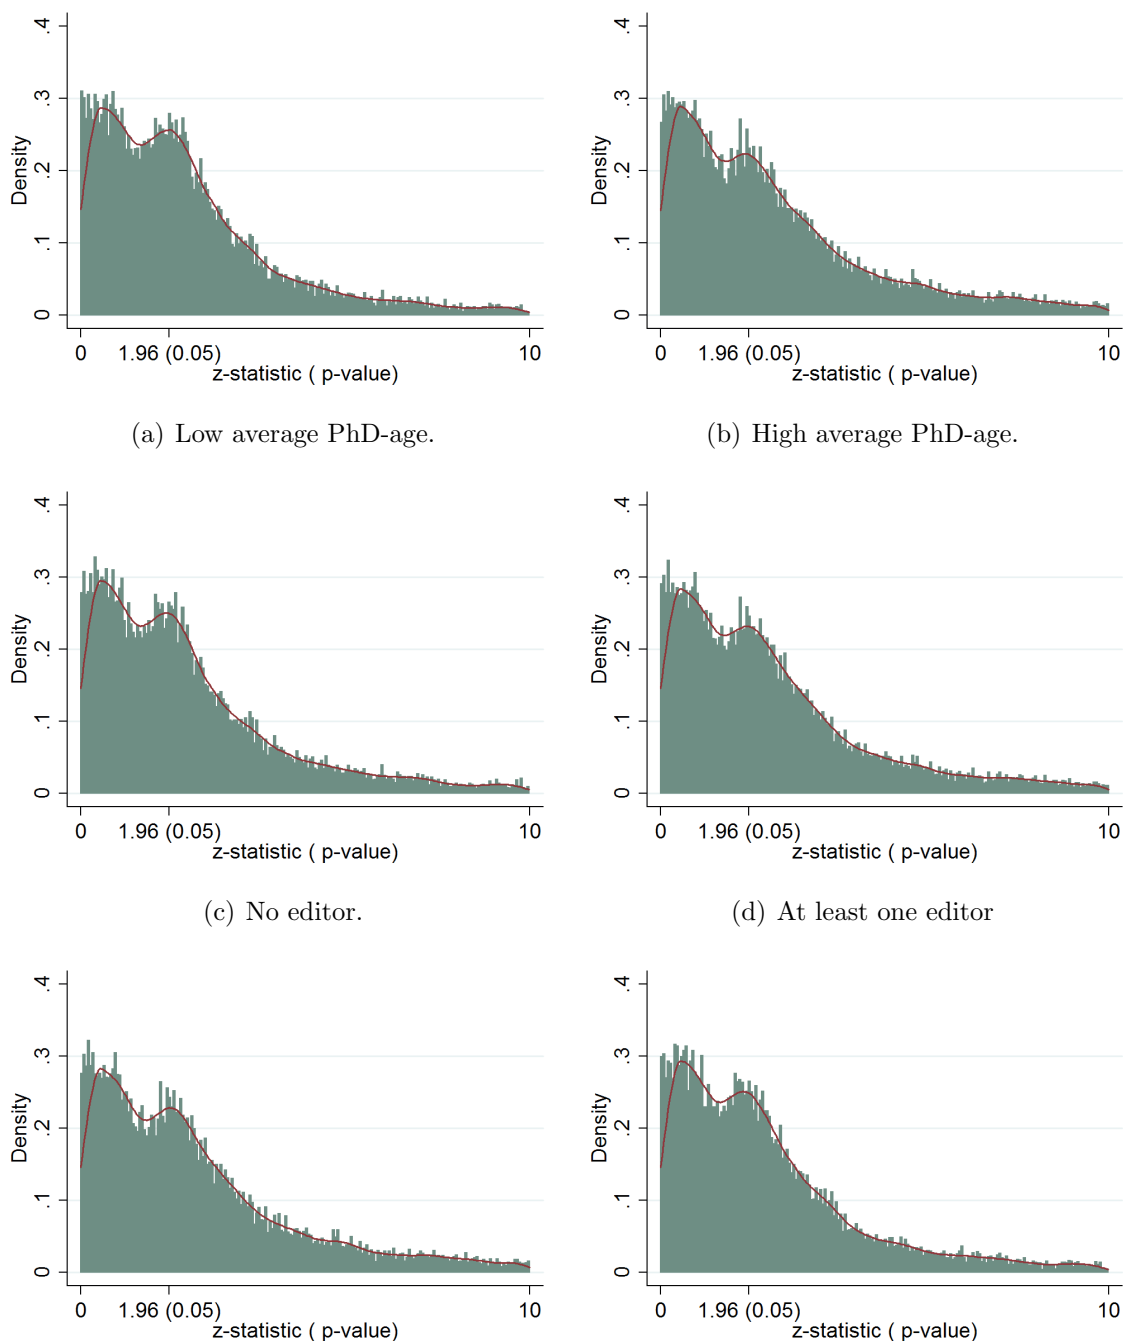 .4
.4
.3
.3
Density
Density
.2
.2
.1
.1
0
0
0 1.96 (0.05) 10
0 1.96 (0.05) 10
z-statistic ( p-value)
z-statistic ( p-value)
(a) Low average PhD-age.
(b) High average PhD-age.
.4
.4
.3
.3
Density
Density
.2
.2
.1
.1
0
0
0 1.96 (0.05) 10
0 1.96 (0.05) 10
z-statistic ( p-value)
z-statistic ( p-value)
(c) No editor.
(d) At least one editor
.4
.4
.3
.3
Density
Density
.2
.2
.1
.1
0
0
0 1.96 (0.05) 10
0 1.96 (0.05) 10
z-statistic ( p-value)
z-statistic ( p-value)